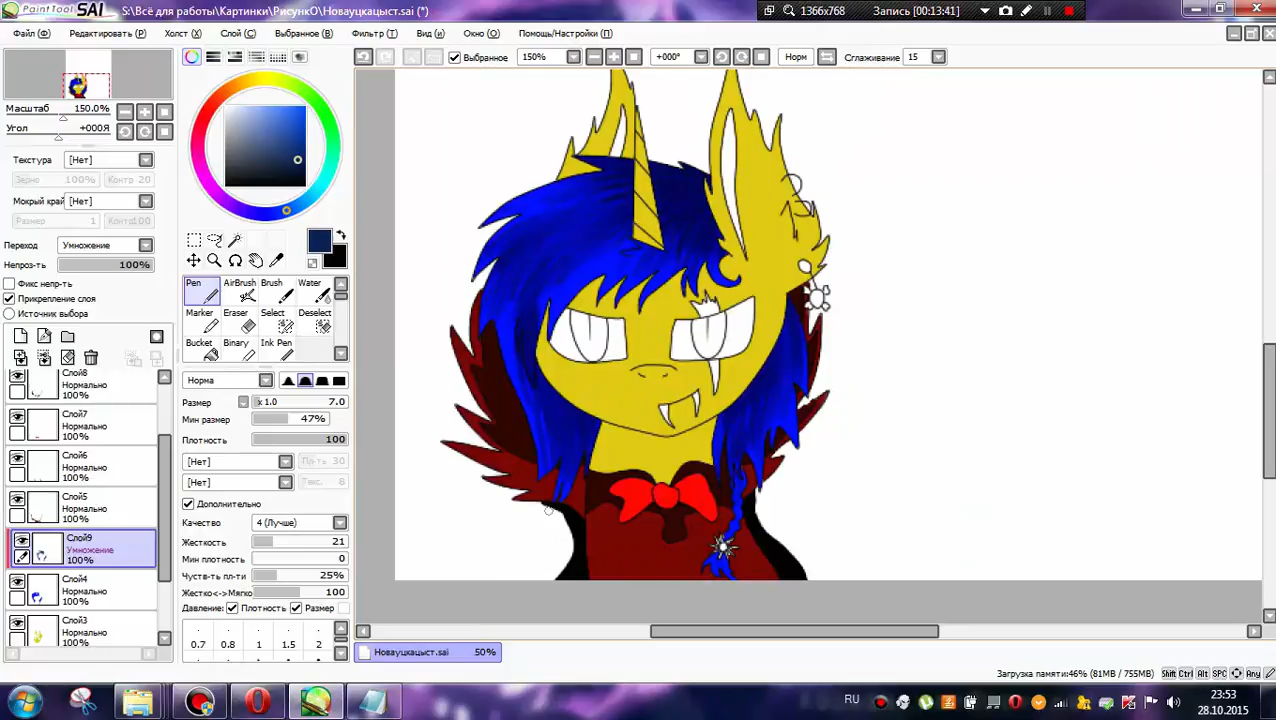 PaintTool SAI S:\Всё для работы\Картинки\РисункО\Новауцкацыст.sai (*)
1366x768 Запись [00:13:41]
Файл (Ф) Редактировать (Р) Холст (Х) Слой (С) Выбранное (В) Фильтр (Т) Вид (и) Окно (О) Помощь/Настройки (П)
Выбранное 150% +000° Норм Сглаживание 15
Масштаб 150.0%
Угол +000Я
Текстура [Нет]
Зерно 100% Контр 20
Мокрый край [Нет]
Размер 1 Контр 100
Переход Умножение
Непроз-ть 100%
Фикс непр-ть
Прикрепление слоя
Источник выбора
Слой8
Нормально
100%
Слой7
Нормально
100%
Слой6
Нормально
100%
Слой5
Нормально
100%
Слой9
Умножение
100%
Слой4
Нормально
100%
Слой3
Нормально
Pen AirBrush Brush Water
Marker Eraser Select Deselect
Bucket Binary Ink Pen
Норма
Размер x 1.0 7.0
Мин размер 47%
Плотность 100
[Нет] Пл-ть 30
[Нет] Текс. 8
Дополнительно
Качество 4 (Лучше)
Жесткость 21
Мин плотность 0
Чуств-ть пл-ти 25%
Жестко<->Мягко 100
Давление: Плотность Размер
0.7 0.8 1 1.5 2
Новауцкацыст.sai 50%
Загрузка памяти:46% (81MB / 755MB) Shift Ctrl Alt SPC Any
RU 23:53
28.10.2015